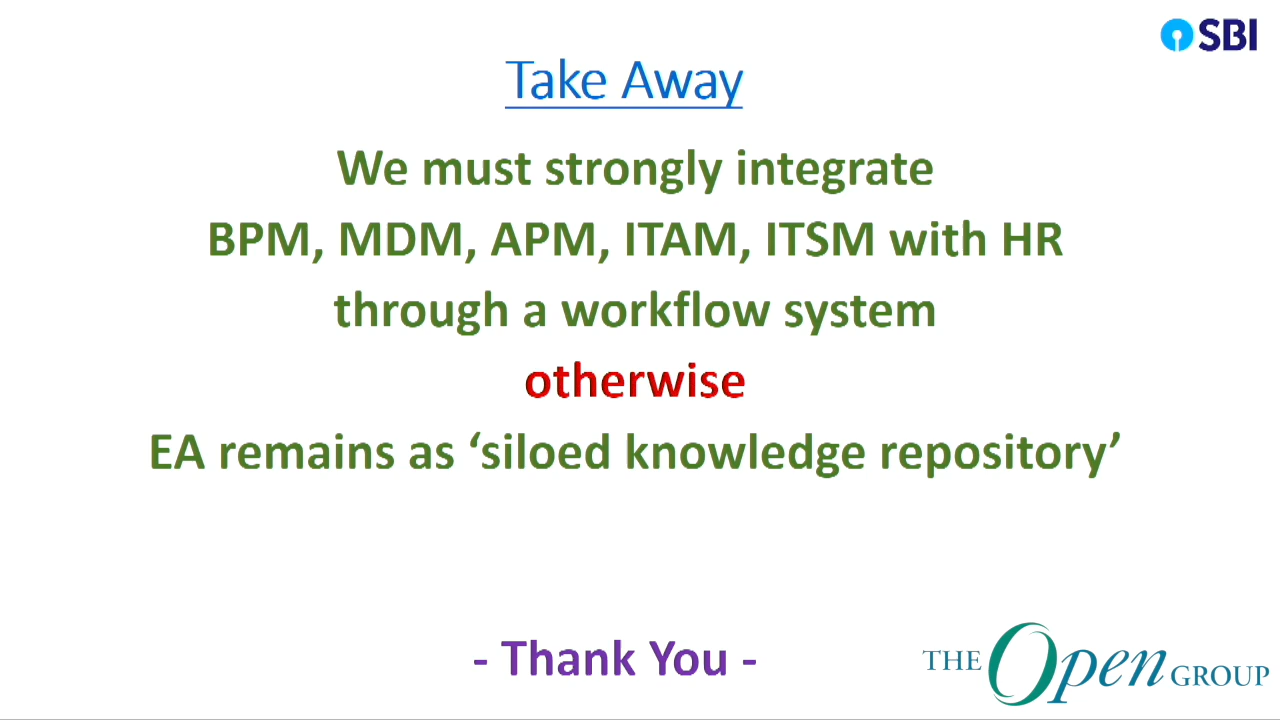 SBI
Take Away
We must strongly integrate
BPM, MDM, APM, ITAM, ITSM with HR
through a workflow system
otherwise
EA remains as ‘siloed knowledge repository’
- Thank You -
THE Open GROUP